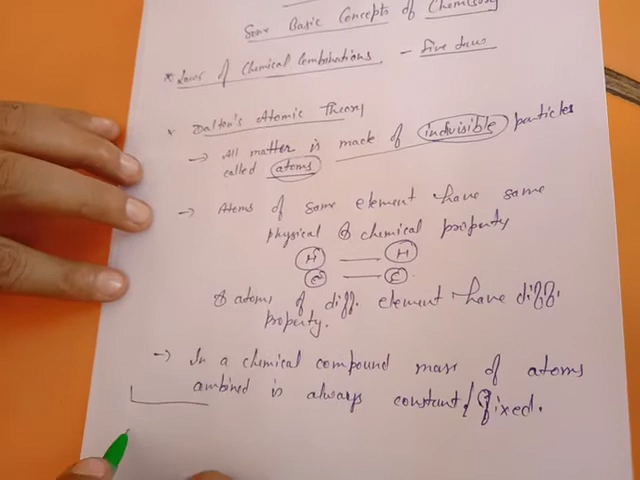 Some Basic Concepts of Chemistry
* Laws of Chemical Combinations - five laws
* Dalton's Atomic Theory
→ All matter is made of indivisible particles
called atoms
→ Atoms of same element have same
physical & chemical property
H — H
C — C
& atoms of diff. element have diff.
property.
→ In a chemical compound mass of atoms
ombined is always constant / fixed.